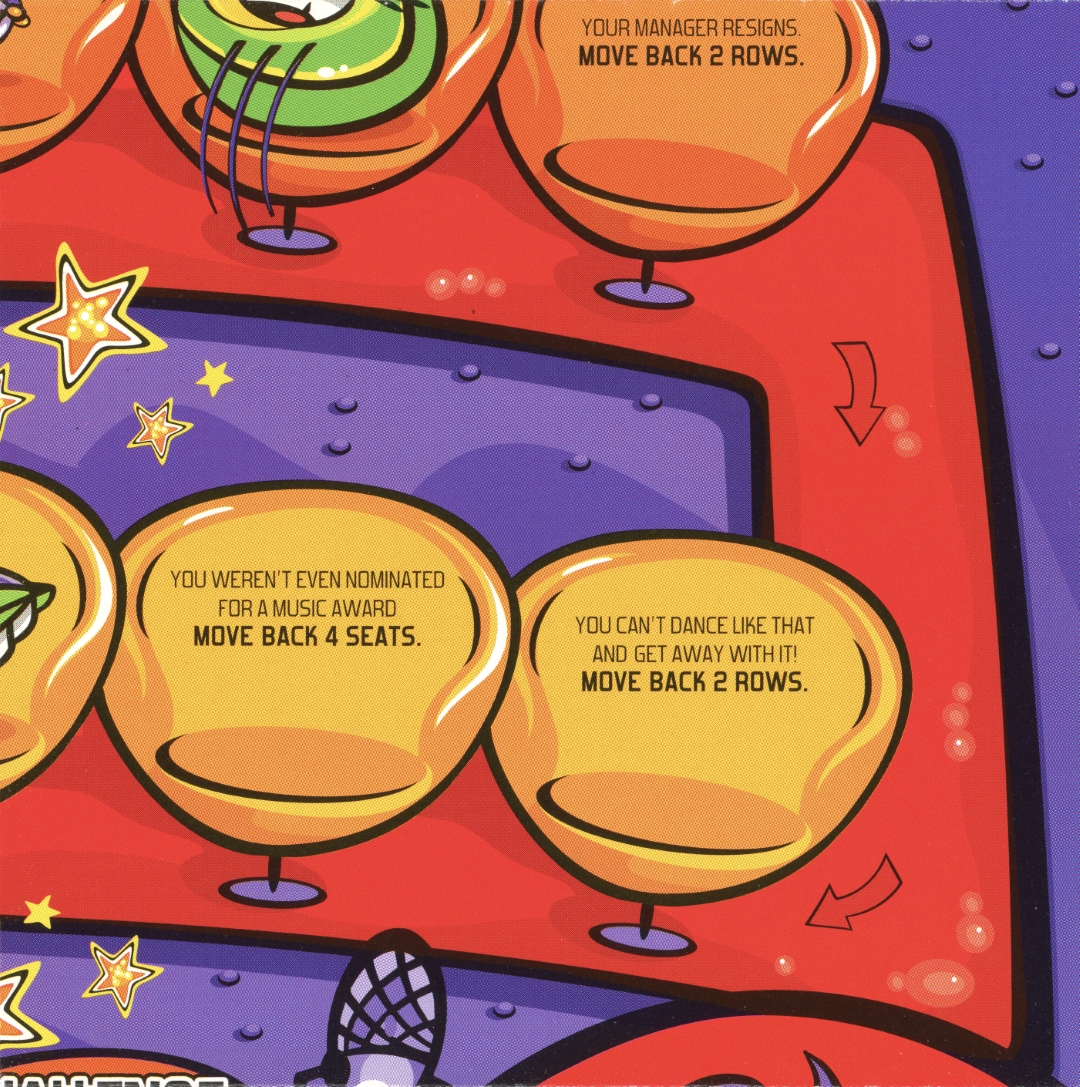 YOUR MANAGER RESIGNS.
MOVE BACK 2 ROWS.
YOU WEREN'T EVEN NOMINATED
FOR A MUSIC AWARD
MOVE BACK 4 SEATS.
YOU CAN'T DANCE LIKE THAT
AND GET AWAY WITH IT!
MOVE BACK 2 ROWS.